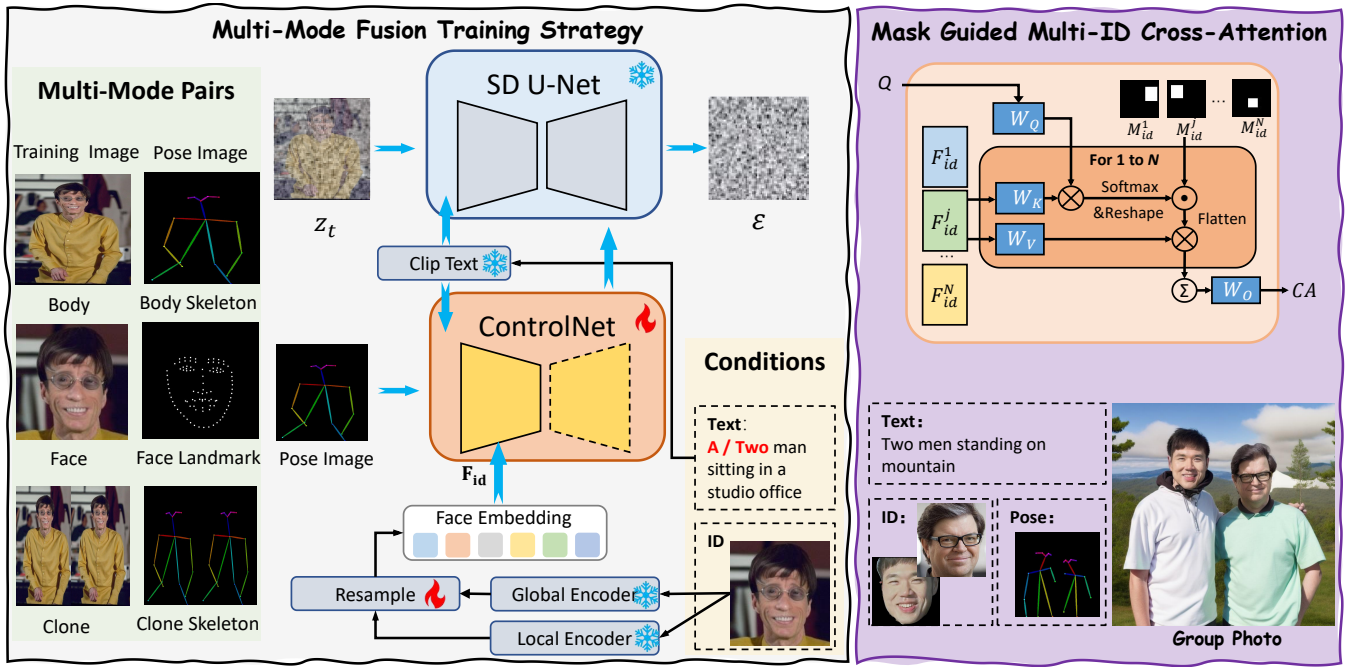 Multi-Mode Fusion Training Strategy
Multi-Mode Pairs
Training Image
Pose Image
Body
Body Skeleton
Face
Face Landmark
Clone
Clone Skeleton
SD U-Net
z_t
ε
Clip Text
ControlNet
Pose Image
F_id
Face Embedding
Resample
Global Encoder
Local Encoder
Conditions
Text:
A / Two man
sitting in a
studio office
ID
Mask Guided Multi-ID Cross-Attention
Q
W_Q
M_id^1
M_id^j
...
M_id^N
F_id^1
F_id^j
...
F_id^N
For 1 to N
W_K
Softmax
&Reshape
Flatten
W_V
Σ
W_O
CA
Text:
Two men standing on
mountain
ID:
Pose:
Group Photo